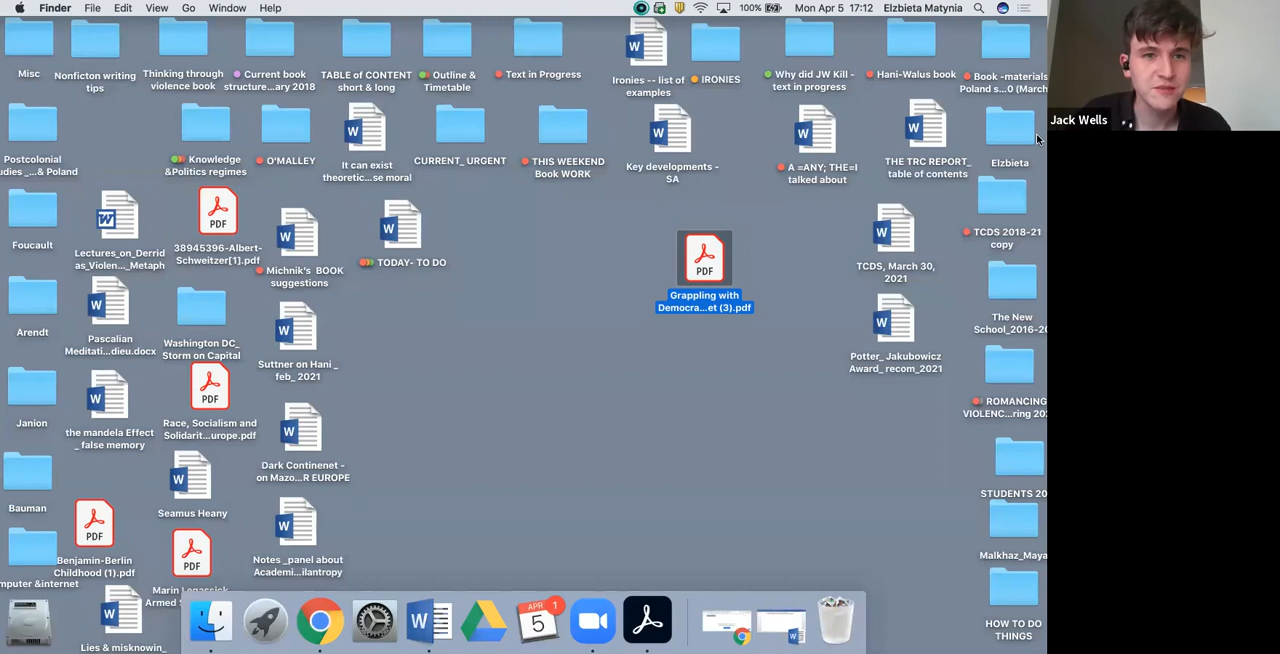 Finder File Edit View Go Window Help
100% Mon Apr 5 17:12 Elzbieta Matynia
Misc
Nonficton writing
tips
Thinking through
violence book
Current book
structure...ary 2018
TABLE of CONTENT
short & long
Outline &
Timetable
Text in Progress
Ironies -- list of
examples
IRONIES
Why did JW Kill -
text in progress
Hani-Walus book
Book -materials
Poland s...0 (March
Jack Wells
Postcolonial
udies _...& Poland
Knowledge
&Politics regimes
O'MALLEY
It can exist
theoretic...se moral
CURRENT_ URGENT
THIS WEEKEND
Book WORK
Key developments -
SA
A =ANY; THE=I
talked about
THE TRC REPORT_
table of contents
Elzbieta
Foucault
Lectures_on_Derrid
as_Violen..._Metaph
PDF
38945396-Albert-
Schweitzer[1].pdf
Michnik's BOOK
suggestions
TODAY- TO DO
PDF
Grappling with
Democra...et (3).pdf
TCDS, March 30,
2021
TCDS 2018-21
copy
Arendt
Pascalian
Meditati...dieu.docx
Washington DC_
Storm on Capital
Suttner on Hani _
feb_ 2021
Potter_ Jakubowicz
Award_ recom_2021
The New
School_2016-20
Janion
the mandela Effect
_ false memory
PDF
Race, Socialism and
Solidarit...urope.pdf
Dark Continenet -
on Mazo...R EUROPE
ROMANCING
VIOLENC...ring 20
Bauman
Seamus Heany
STUDENTS 20
PDF
Benjamin-Berlin
Childhood (1).pdf
PDF
Notes _panel about
Academi...ilantropy
Malkhaz_Maya
mputer &internet
Lies & misknowin_
APR
5
1
HOW TO DO
THINGS